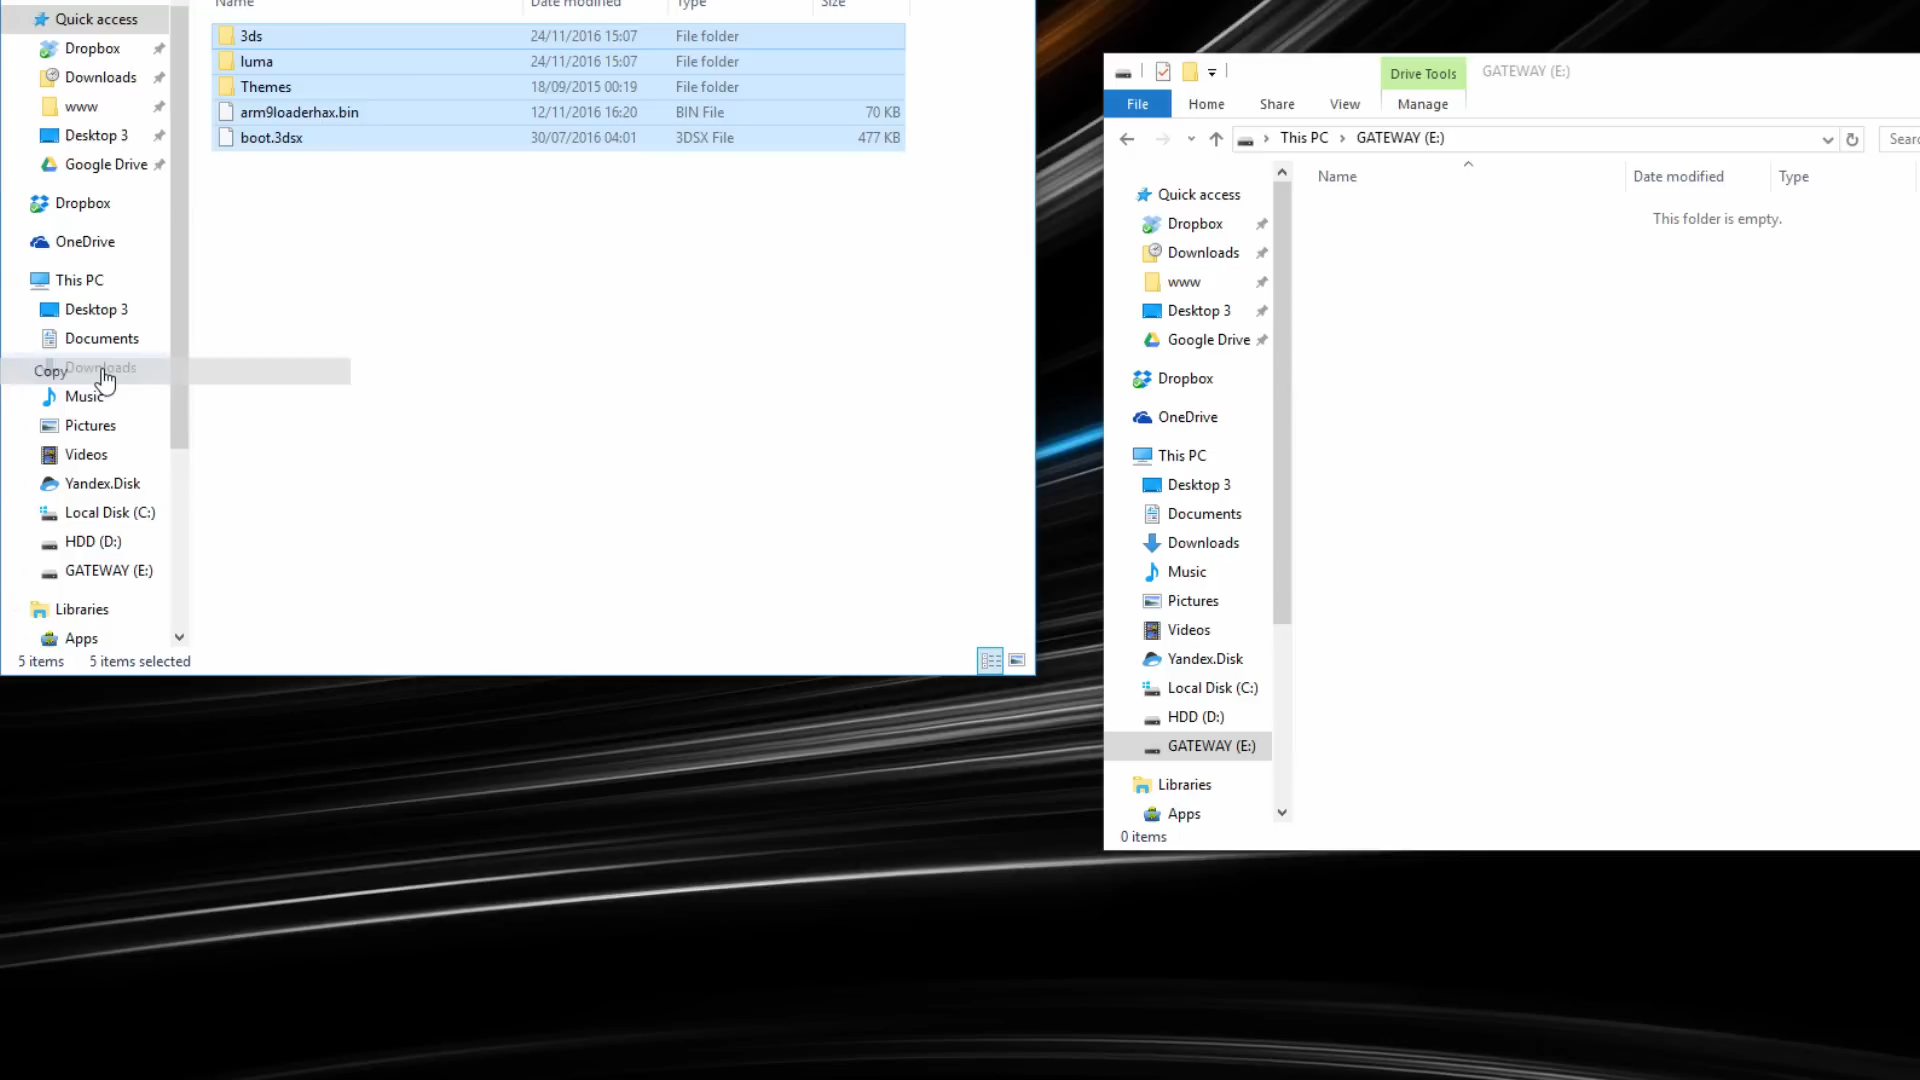 Name Date modified Type Size
Quick access
3ds 24/11/2016 15:07 File folder
luma 24/11/2016 15:07 File folder
Themes 18/09/2015 00:19 File folder
arm9loaderhax.bin 12/11/2016 16:20 BIN File 70 KB
boot.3dsx 30/07/2016 04:01 3DSX File 477 KB
Dropbox
Downloads
www
Desktop 3
Google Drive
Dropbox
OneDrive
This PC
Desktop 3
Documents
Downloads
Copy
Music
Pictures
Videos
Yandex.Disk
Local Disk (C:)
HDD (D:)
GATEWAY (E:)
Libraries
Apps
5 items 5 items selected
Drive Tools GATEWAY (E:)
File Home Share View Manage
This PC GATEWAY (E:)
Name Date modified Type
This folder is empty.
Quick access
Dropbox
Downloads
www
Desktop 3
Google Drive
Dropbox
OneDrive
This PC
Desktop 3
Documents
Downloads
Music
Pictures
Videos
Yandex.Disk
Local Disk (C:)
HDD (D:)
GATEWAY (E:)
Libraries
Apps
0 items